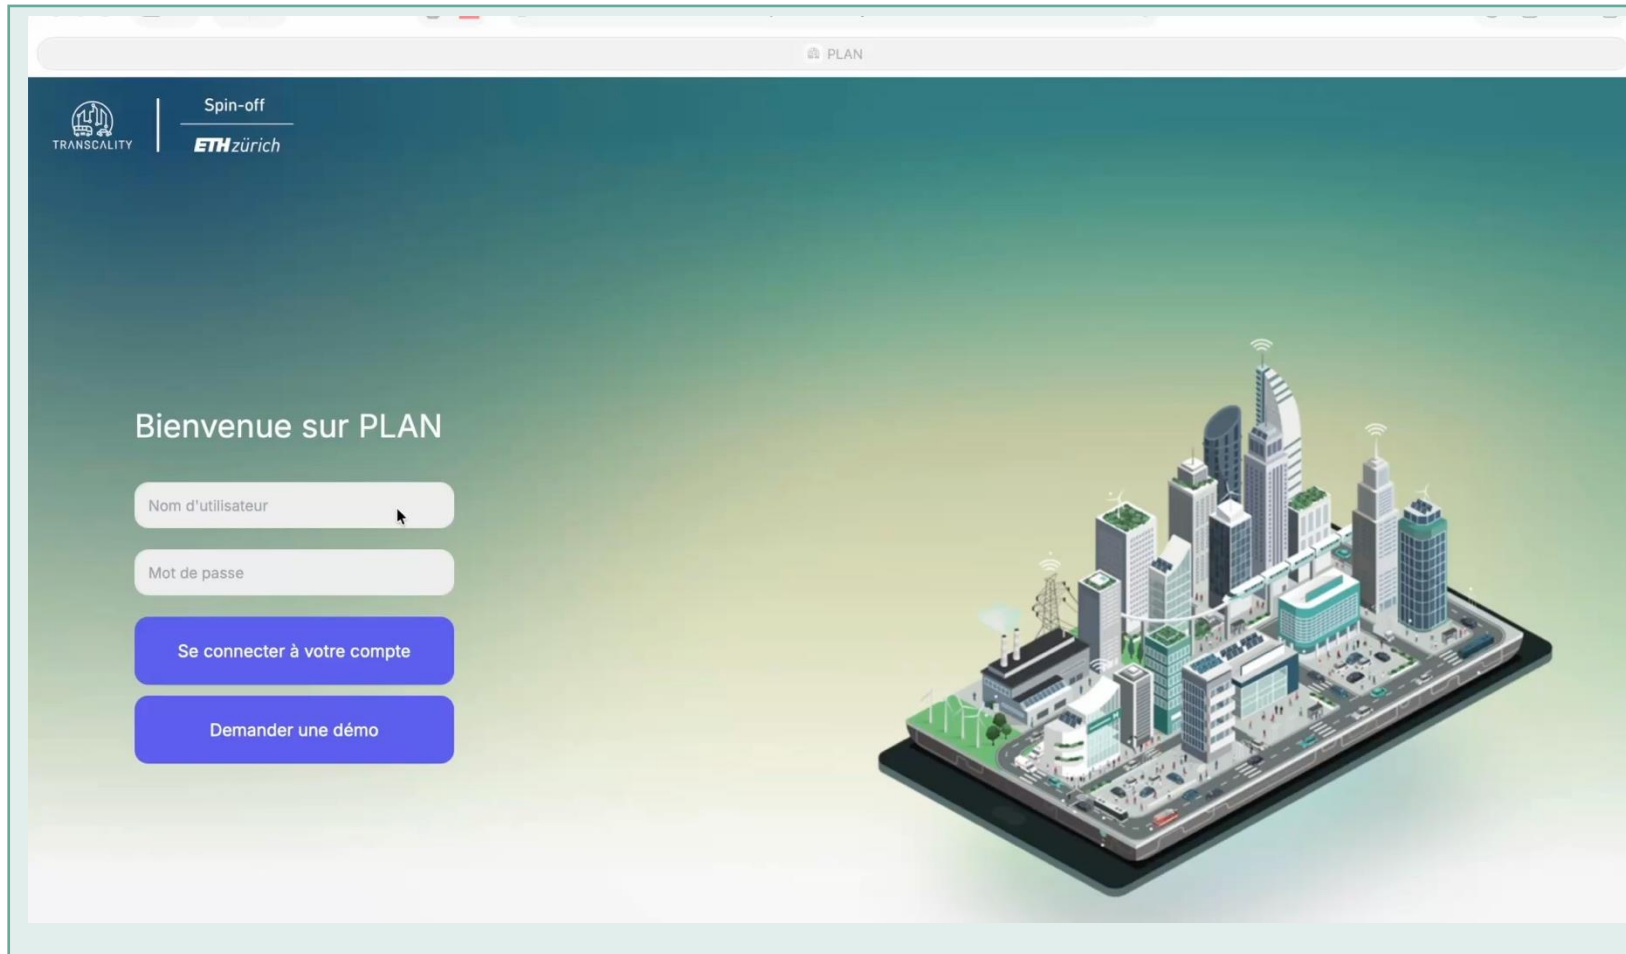 PLAN
TRANSCALITY
Spin-off
ETH zürich
Bienvenue sur PLAN
Nom d'utilisateur
Mot de passe
Se connecter à votre compte
Demander une démo